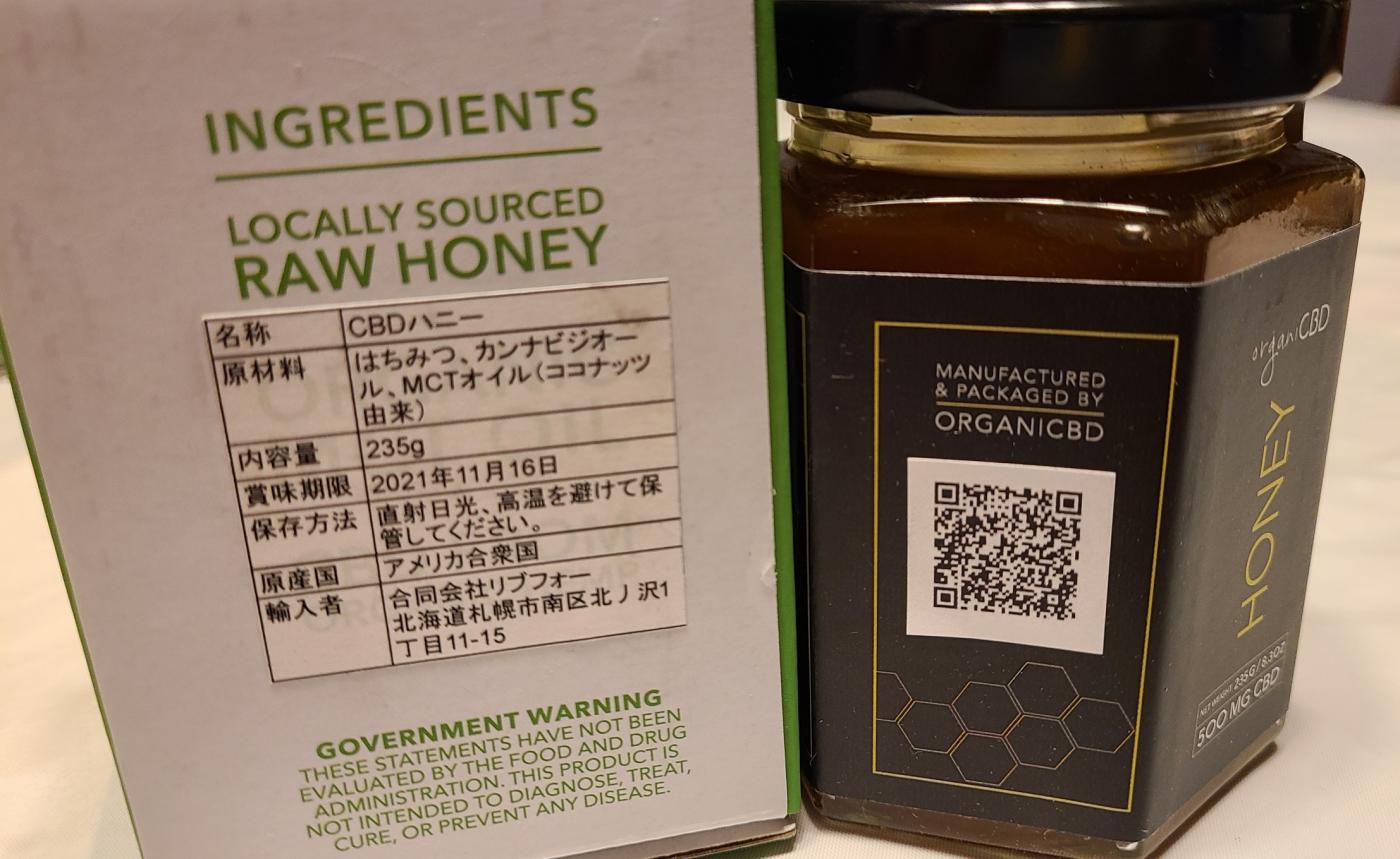 INGREDIENTS
LOCALLY SOURCED
RAW HONEY
名称 CBDハニー
原材料 はちみつ、カンナビジオー
ル、MCTオイル（ココナッツ
由来）
内容量 235g
賞味期限 2021年11月16日
保存方法 直射日光、高温を避けて保
管してください。
原産国 アメリカ合衆国
輸入者 合同会社リブフォー
北海道札幌市南区北ノ沢1
丁目11-15
GOVERNMENT WARNING
THESE STATEMENTS HAVE NOT BEEN
EVALUATED BY THE FOOD AND DRUG
ADMINISTRATION. THIS PRODUCT IS
NOT INTENDED TO DIAGNOSE, TREAT,
CURE, OR PREVENT ANY DISEASE.
MANUFACTURED
& PACKAGED BY
ORGANICBD
organiCBD
HONEY
NET WEIGHT 235G / 8.3OZ
500 MG CBD